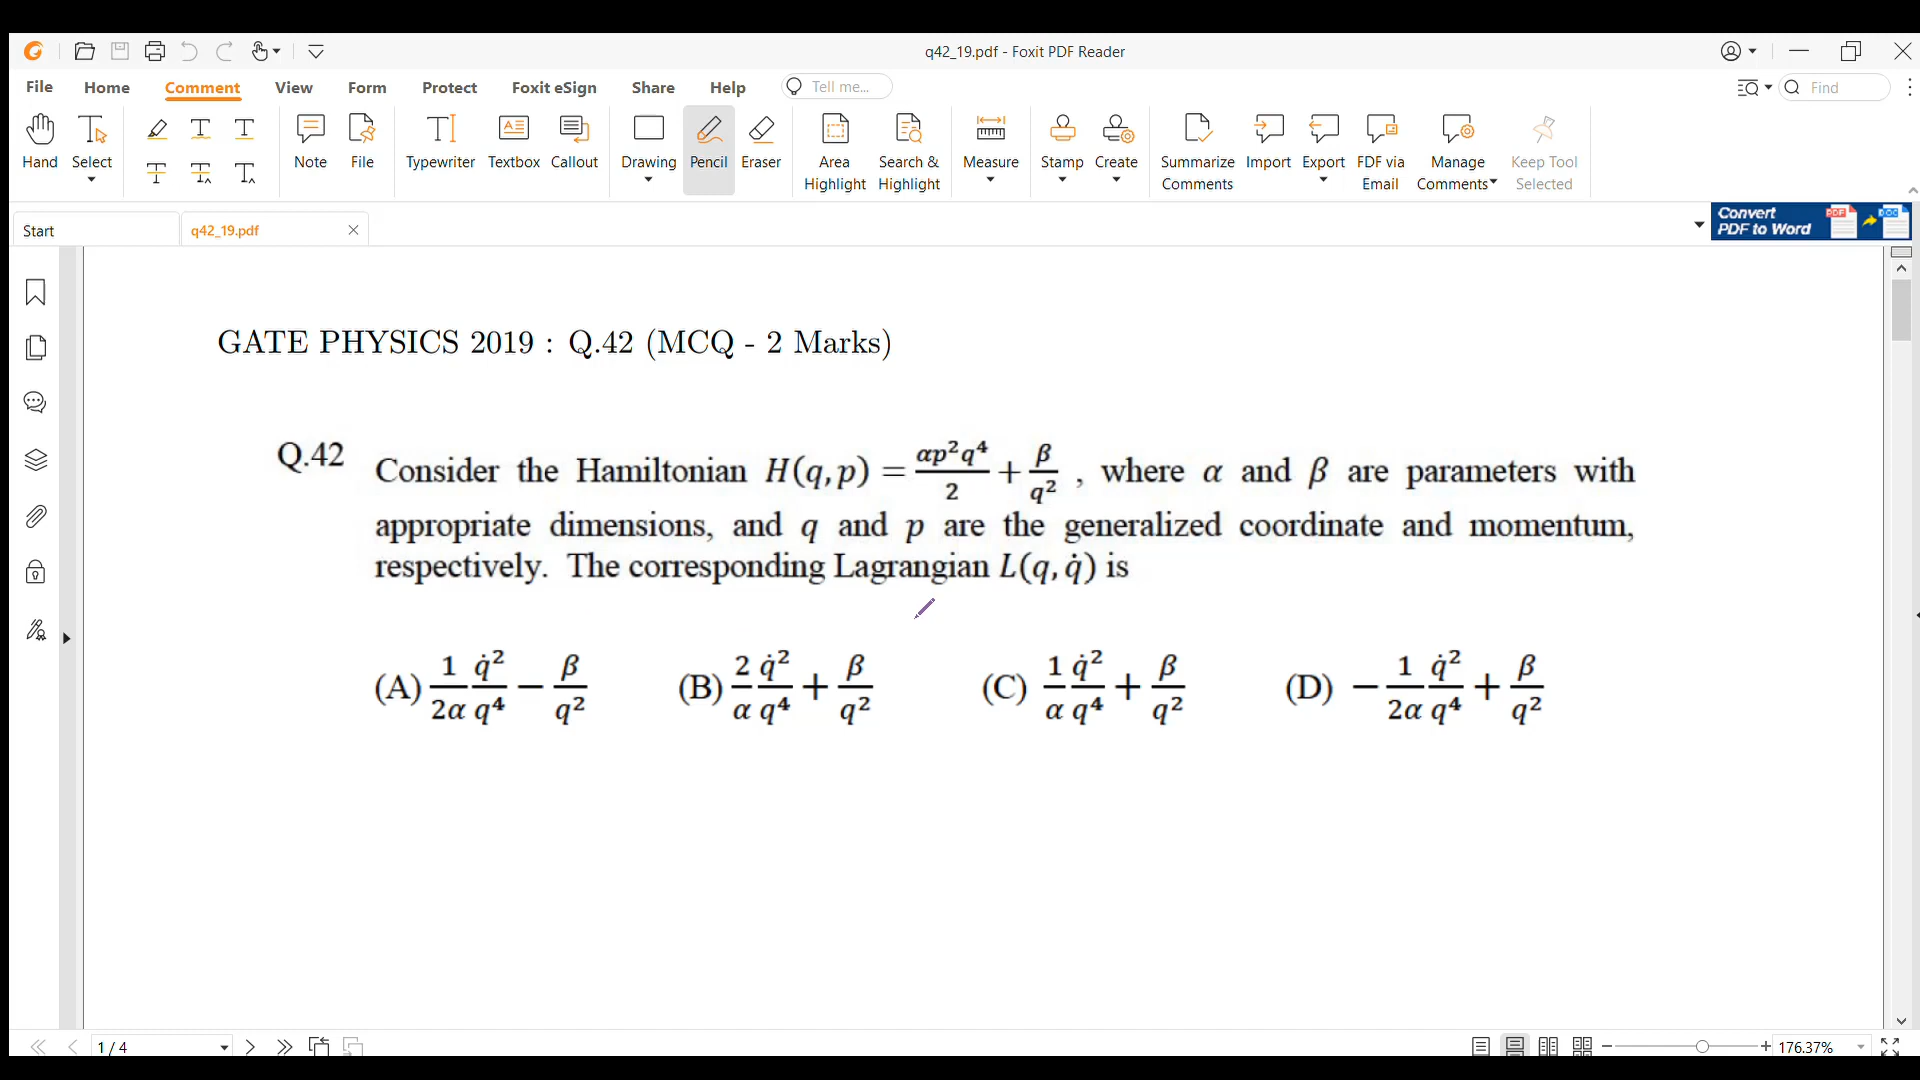 q42_19.pdf - Foxit PDF Reader
File Home Comment View Form Protect Foxit eSign Share Help Tell me... Find
Hand Select Note File Typewriter Textbox Callout Drawing Pencil Eraser Area Highlight Search & Highlight Measure Stamp Create Summarize Comments Import Export FDF via Email Manage Comments Keep Tool Selected
Start q42_19.pdf Convert PDF to Word PDF DOC
GATE PHYSICS 2019 : Q.42 (MCQ - 2 Marks)
Q.42 Consider the Hamiltonian H(q,p) = αp²q⁴/2 + β/q² , where α and β are parameters with
appropriate dimensions, and q and p are the generalized coordinate and momentum,
respectively. The corresponding Lagrangian L(q, q̇) is
(A) 1/2α q̇²/q⁴ − β/q² (B) 2/α q̇²/q⁴ + β/q² (C) 1/α q̇²/q⁴ + β/q² (D) − 1/2α q̇²/q⁴ + β/q²
1 / 4 176.37%